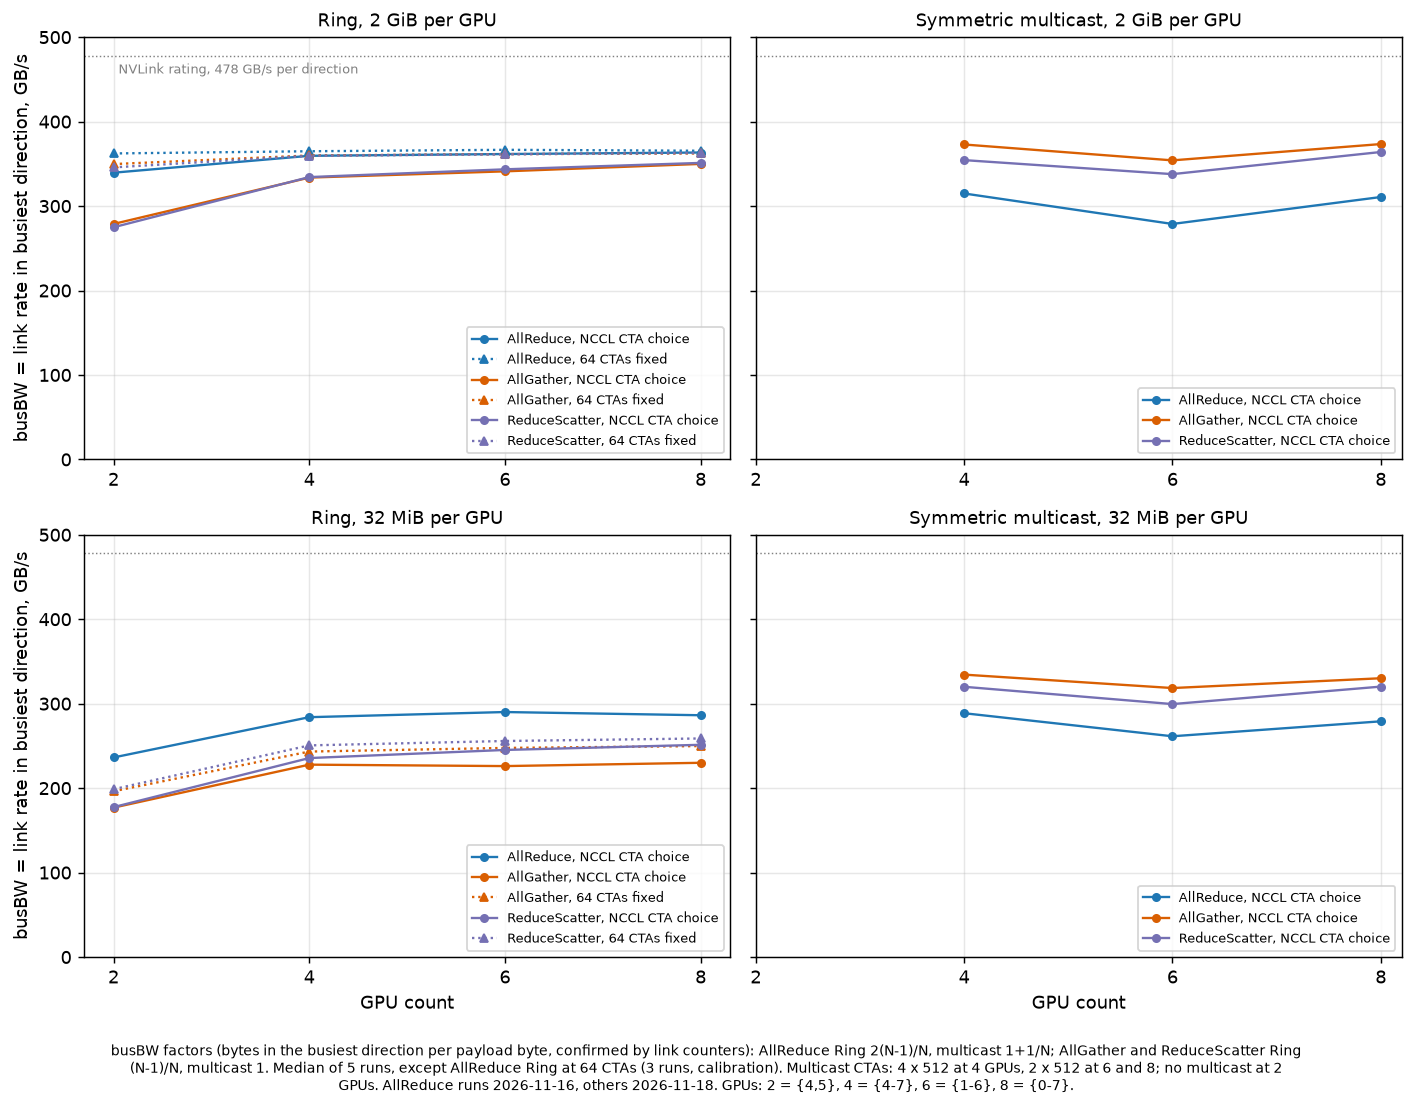 Ring, 2 GiB per GPU
Symmetric multicast, 2 GiB per GPU
busBW = link rate in busiest direction, GB/s
500
400
300
200
100
0
NVLink rating, 478 GB/s per direction
AllReduce, NCCL CTA choice
AllReduce, 64 CTAs fixed
AllGather, NCCL CTA choice
AllGather, 64 CTAs fixed
ReduceScatter, NCCL CTA choice
ReduceScatter, 64 CTAs fixed
2 4 6 8
AllReduce, NCCL CTA choice
AllGather, NCCL CTA choice
ReduceScatter, NCCL CTA choice
2 4 6 8
Ring, 32 MiB per GPU
Symmetric multicast, 32 MiB per GPU
busBW = link rate in busiest direction, GB/s
500
400
300
200
100
0
AllReduce, NCCL CTA choice
AllGather, NCCL CTA choice
AllGather, 64 CTAs fixed
ReduceScatter, NCCL CTA choice
ReduceScatter, 64 CTAs fixed
2 4 6 8
GPU count
AllReduce, NCCL CTA choice
AllGather, NCCL CTA choice
ReduceScatter, NCCL CTA choice
2 4 6 8
GPU count
busBW factors (bytes in the busiest direction per payload byte, confirmed by link counters): AllReduce Ring 2(N-1)/N, multicast 1+1/N; AllGather and ReduceScatter Ring
(N-1)/N, multicast 1. Median of 5 runs, except AllReduce Ring at 64 CTAs (3 runs, calibration). Multicast CTAs: 4 x 512 at 4 GPUs, 2 x 512 at 6 and 8; no multicast at 2
GPUs. AllReduce runs 2026-11-16, others 2026-11-18. GPUs: 2 = {4,5}, 4 = {4-7}, 6 = {1-6}, 8 = {0-7}.